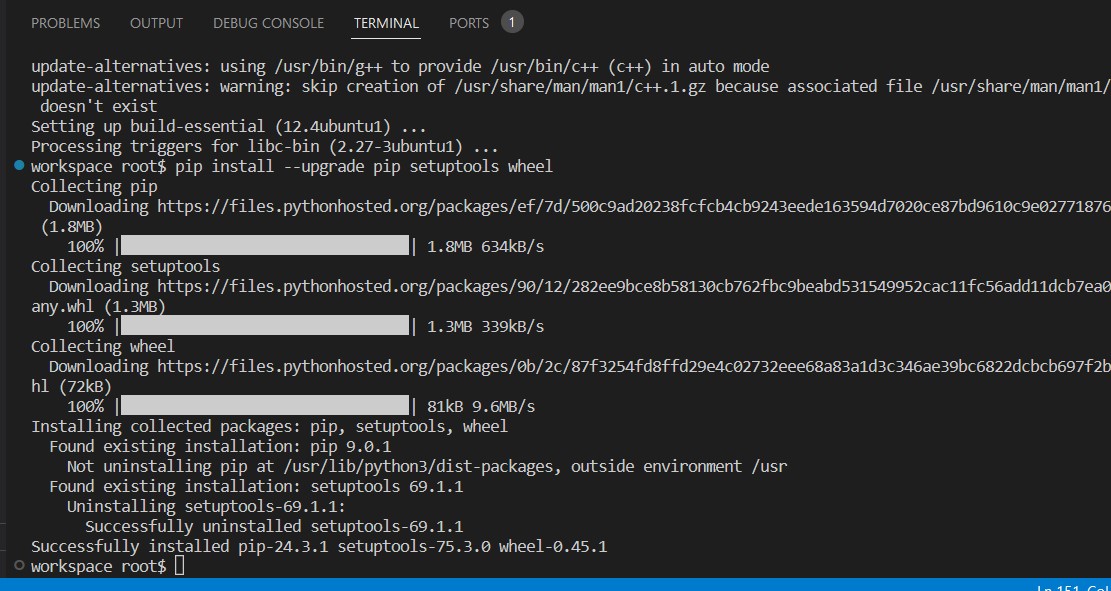 PROBLEMS OUTPUT DEBUG CONSOLE TERMINAL PORTS 1
update-alternatives: using /usr/bin/g++ to provide /usr/bin/c++ (c++) in auto mode
update-alternatives: warning: skip creation of /usr/share/man/man1/c++.1.gz because associated file /usr/share/man/man1/
doesn't exist
Setting up build-essential (12.4ubuntu1) ...
Processing triggers for libc-bin (2.27-3ubuntu1) ...
workspace root$ pip install --upgrade pip setuptools wheel
Collecting pip
Downloading https://files.pythonhosted.org/packages/ef/7d/500c9ad20238fcfcb4cb9243eede163594d7020ce87bd9610c9e02771876
(1.8MB)
100% || 1.8MB 634kB/s
Collecting setuptools
Downloading https://files.pythonhosted.org/packages/90/12/282ee9bce8b58130cb762fbc9beabd531549952cac11fc56add11dcb7ea0
any.whl (1.3MB)
100% || 1.3MB 339kB/s
Collecting wheel
Downloading https://files.pythonhosted.org/packages/0b/2c/87f3254fd8ffd29e4c02732eee68a83a1d3c346ae39bc6822dcbcb697f2b
hl (72kB)
100% || 81kB 9.6MB/s
Installing collected packages: pip, setuptools, wheel
Found existing installation: pip 9.0.1
Not uninstalling pip at /usr/lib/python3/dist-packages, outside environment /usr
Found existing installation: setuptools 69.1.1
Uninstalling setuptools-69.1.1:
Successfully uninstalled setuptools-69.1.1
Successfully installed pip-24.3.1 setuptools-75.3.0 wheel-0.45.1
workspace root$
Ln 151, Col